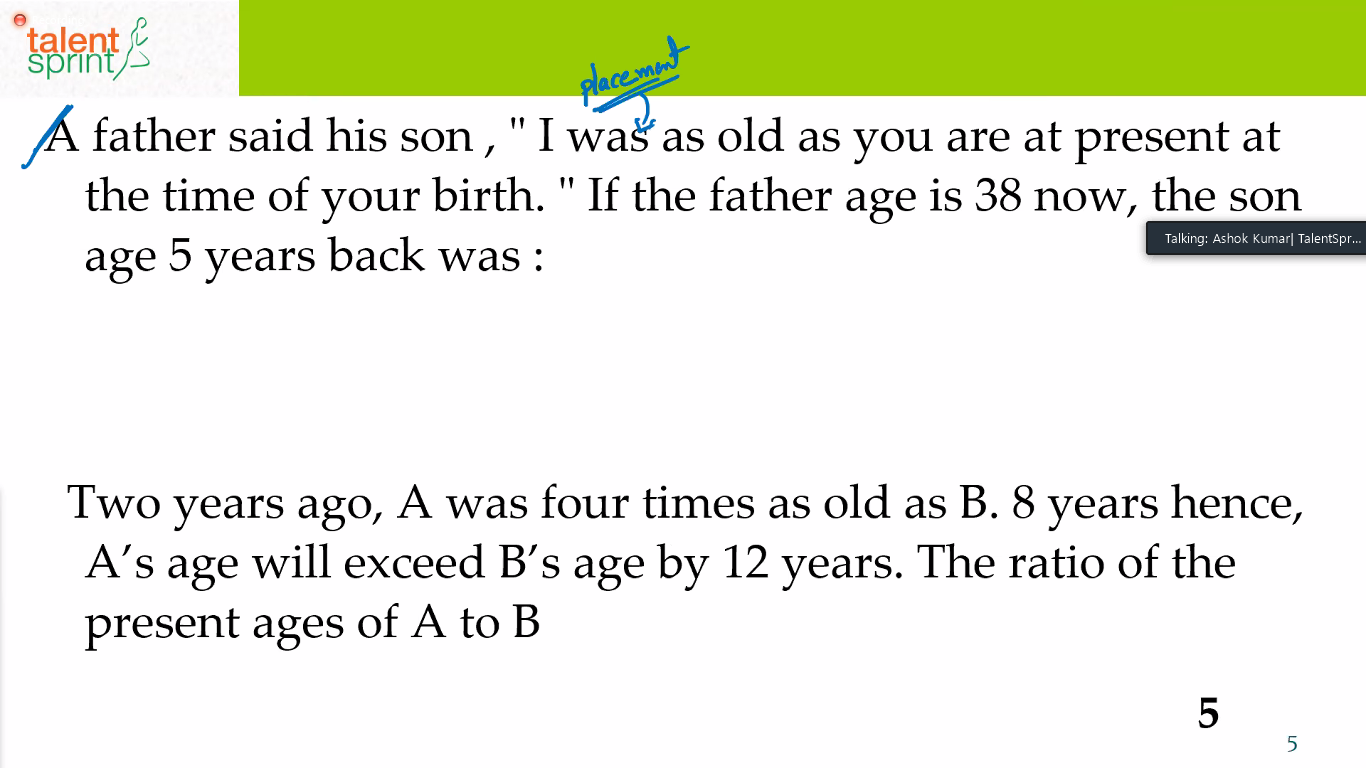 talent
sprint
placement
A father said his son , " I was as old as you are at present at
the time of your birth. " If the father age is 38 now, the son
Talking: Ashok Kumar| TalentSpr...
age 5 years back was :
Two years ago, A was four times as old as B. 8 years hence,
A’s age will exceed B’s age by 12 years. The ratio of the
present ages of A to B
5
5